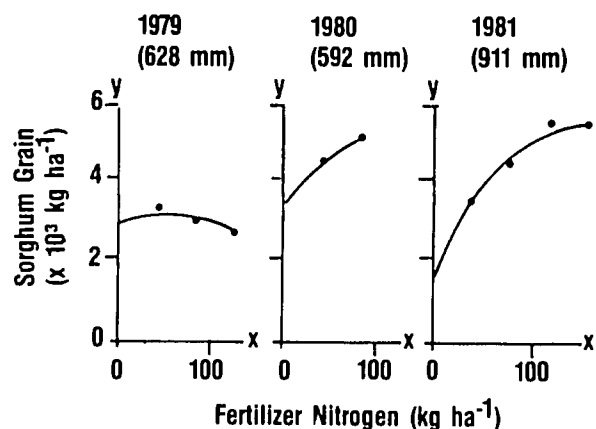 1979
(628 mm)
1980
(592 mm)
1981
(911 mm)
Sorghum Grain
(x 10³ kg ha⁻¹)
y
6
4
2
0
x
0
100
y
x
0
100
y
x
0
100
Fertilizer Nitrogen (kg ha⁻¹)